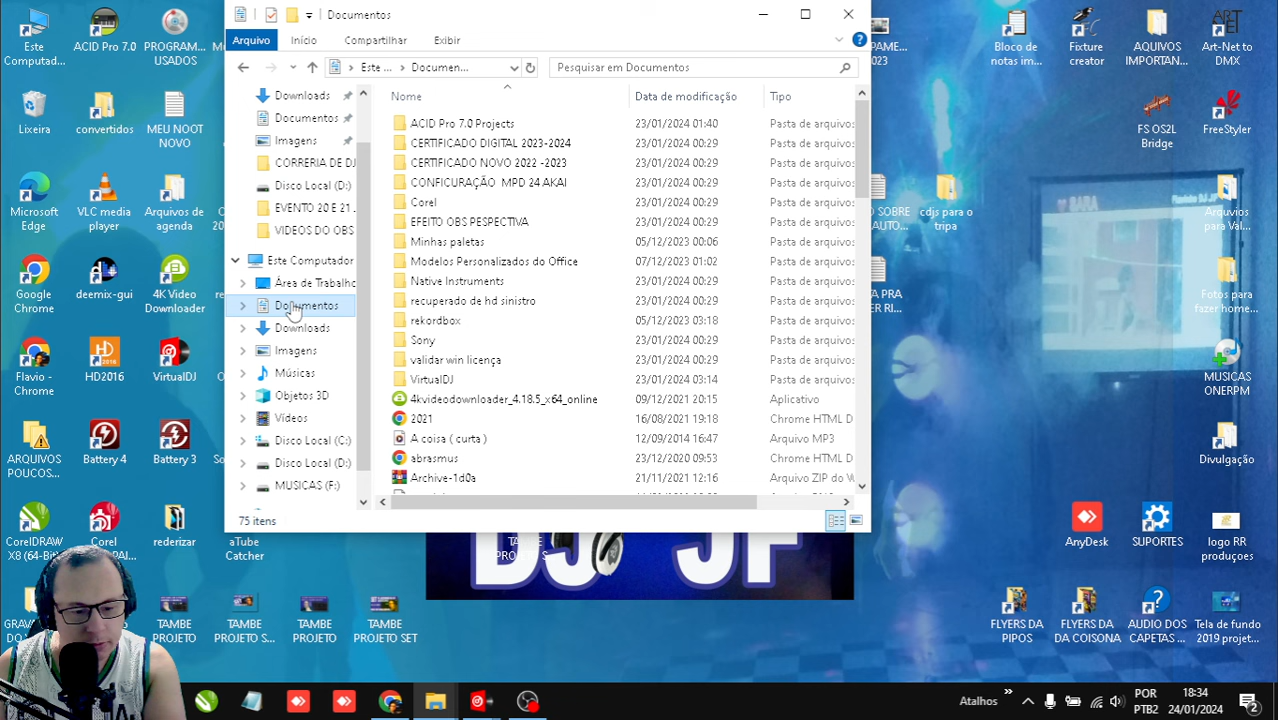 Documentos
Arquivo Início Compartilhar Exibir
Este ... Documen... Pesquisar em Documentos
Nome Data de modificação Tipo
Downloads
Documentos
Imagens
CORRERIA DE DJ
Disco Local (D:)
EVENTO 20 E 21
VIDEOS DO OBS
Este Computador
Área de Trabalho
Documentos
Downloads
Imagens
Músicas
Objetos 3D
Vídeos
Disco Local (C:)
Disco Local (D:)
MUSICAS (F:)
ACID Pro 7.0 Projects 23/01/2024 01:40 Pasta de arquivos
CERTIFICADO DIGITAL 2023-2024 23/01/2024 00:29 Pasta de arquivos
CERTIFICADO NOVO 2022 -2023 23/01/2024 00:29 Pasta de arquivos
CONFICURAÇÃO MPD 24 AKAI 23/01/2024 00:29 Pasta de arquivos
Corel 23/01/2024 00:29 Pasta de arquivos
EFEITO OBS PESPECTIVA 23/01/2024 00:29 Pasta de arquivos
Minhas paletas 05/12/2023 00:06 Pasta de arquivos
Modelos Personalizados do Office 07/12/2023 01:02 Pasta de arquivos
Native Instruments 23/01/2024 00:29 Pasta de arquivos
recuperado de hd sinistro 23/01/2024 00:29 Pasta de arquivos
rekordbox 05/12/2023 03:18 Pasta de arquivos
Sony 23/01/2024 00:29 Pasta de arquivos
validar win licença 23/01/2024 00:29 Pasta de arquivos
VirtualDJ 23/01/2024 03:14 Pasta de arquivos
4kvideodownloader_4.18.5_x64_online 09/12/2021 20:15 Aplicativo
2021 16/08/2021 19:18 Chrome HTML D
A coisa ( curta ) 12/09/2014 16:47 Arquivo MP3
abrasmus 23/12/2020 09:53 Chrome HTML D
Archive-1d0a 21/11/2021 12:16 Arquivo ZIP do W
75 itens
Este
Computad...
ACID Pro 7.0
PROGRAM...
USADOS
Lixeira
convertidos
MEU NOOT
NOVO
Microsoft
Edge
VLC media
player
Arquivos de
agenda
Google
Chrome
deemix-gui
4K Video
Downloader
Flavio -
Chrome
HD2016
VirtualDJ
ARQUIVOS
POUCOS...
Battery 4
Battery 3
CorelDRAW
X8 (64-Bit)
Corel
rederizar
aTube
Catcher
TAMBE
PROJETO
TAMBE
PROJETO S...
TAMBE
PROJETO
TAMBE
PROJETO SET
DJ JF
2023
Bloco de
notas im...
Fixture
creator
AQUIVOS
IMPORTAN...
Art-Net to
DMX
FS OS2L
Bridge
FreeStyler
cdjs para o
tripa
Arquvios
para Val...
Fotos para
fazer home...
MUSICAS
ONERPM
Divulgação
AnyDesk
SUPORTES
logo RR
produçoes
FLYERS DA
PIPOS
FLYERS DA
DA COISONA
AUDIO DOS
CAPETAS ...
Tela de fundo
2019 projet...
Atalhos
POR
PTB2
18:34
24/01/2024
2